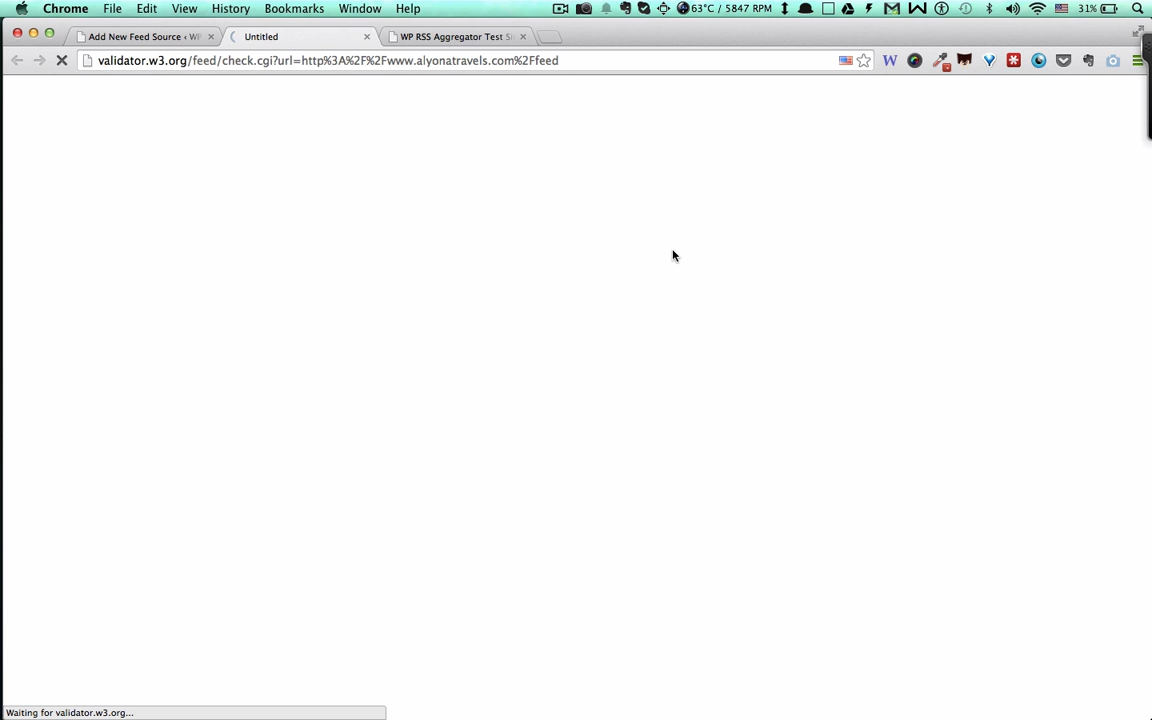 Chrome File Edit View History Bookmarks Window Help 63°C / 5847 RPM 31%
Add New Feed Source ‹ WP Untitled WP RSS Aggregator Test Si
validator.w3.org/feed/check.cgi?url=http%3A%2F%2Fwww.alyonatravels.com%2Ffeed
Waiting for validator.w3.org...